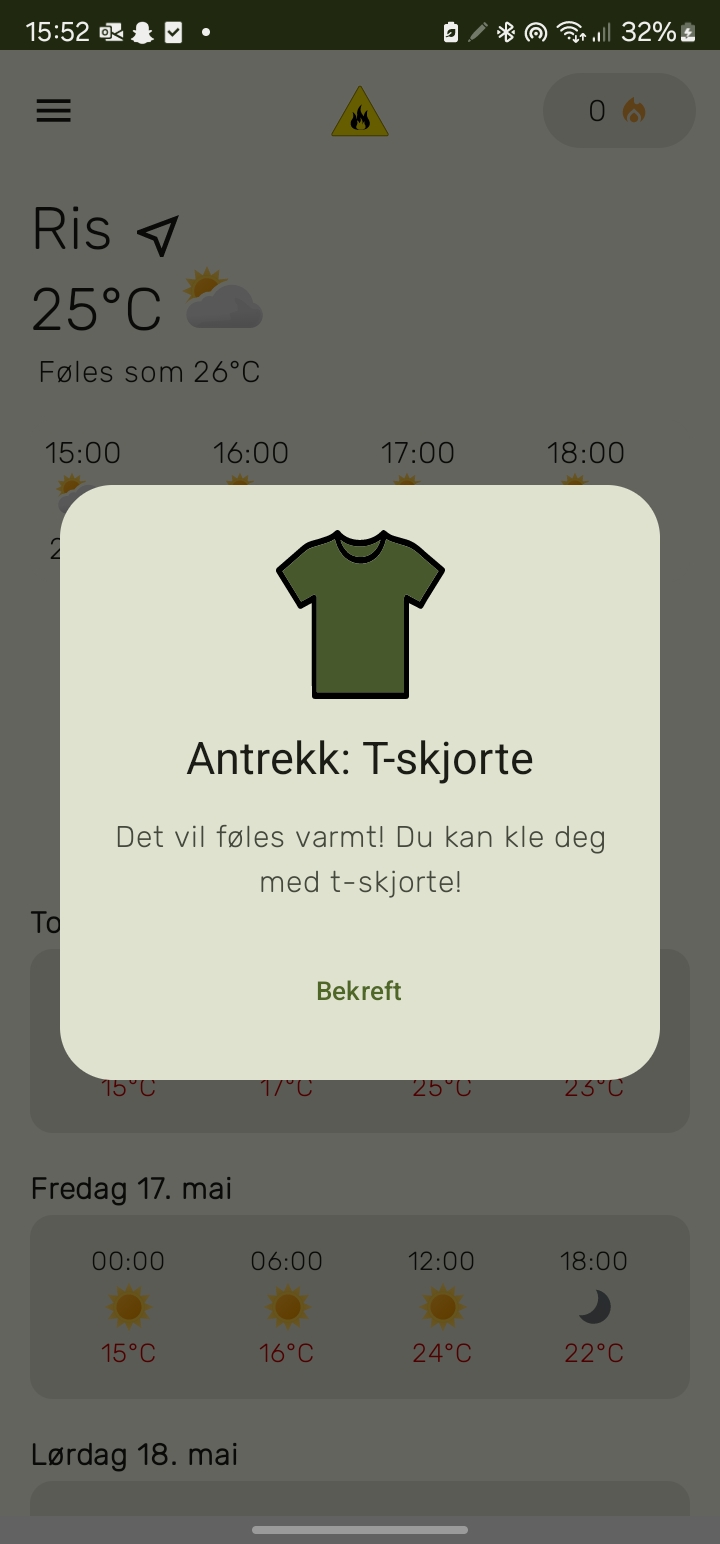 15:52 32%
0
Ris
25°C
Føles som 26°C
15:00 16:00 17:00 18:00
Antrekk: T-skjorte
Det vil føles varmt! Du kan kle deg
med t-skjorte!
Bekreft
15°C 17°C 25°C 23°C
Fredag 17. mai
00:00 06:00 12:00 18:00
15°C 16°C 24°C 22°C
Lørdag 18. mai